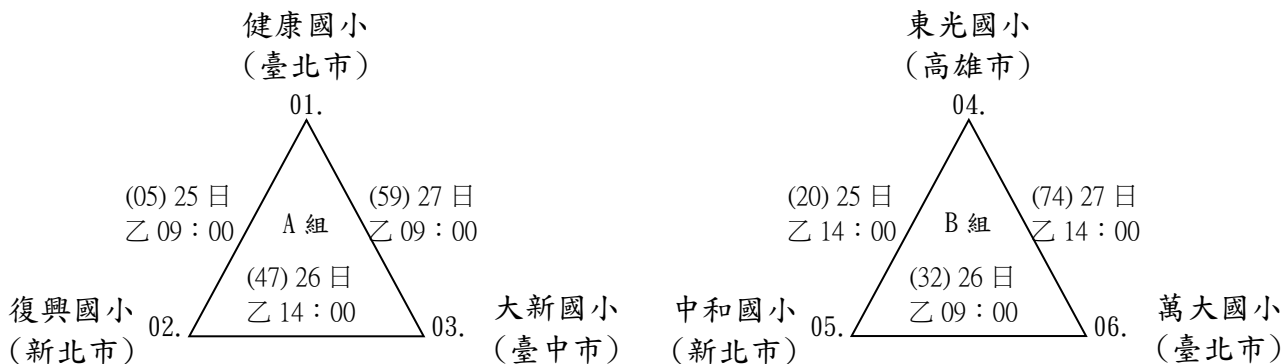 健康國小
（臺北市）
01.
(05) 25 日
乙 09：00
(59) 27 日
乙 09：00
A 組
(47) 26 日
乙 14：00
復興國小
（新北市）
02.
03.
大新國小
（臺中市）
東光國小
（高雄市）
04.
(20) 25 日
乙 14：00
(74) 27 日
乙 14：00
B 組
(32) 26 日
乙 09：00
中和國小
（新北市）
05.
06.
萬大國小
（臺北市）